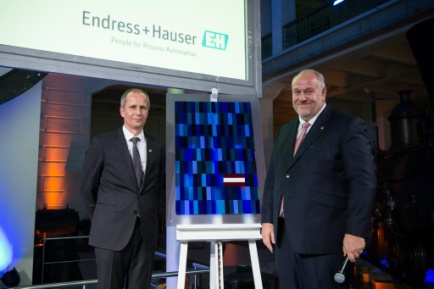 Endress+Hauser
EH
People for Process Automation